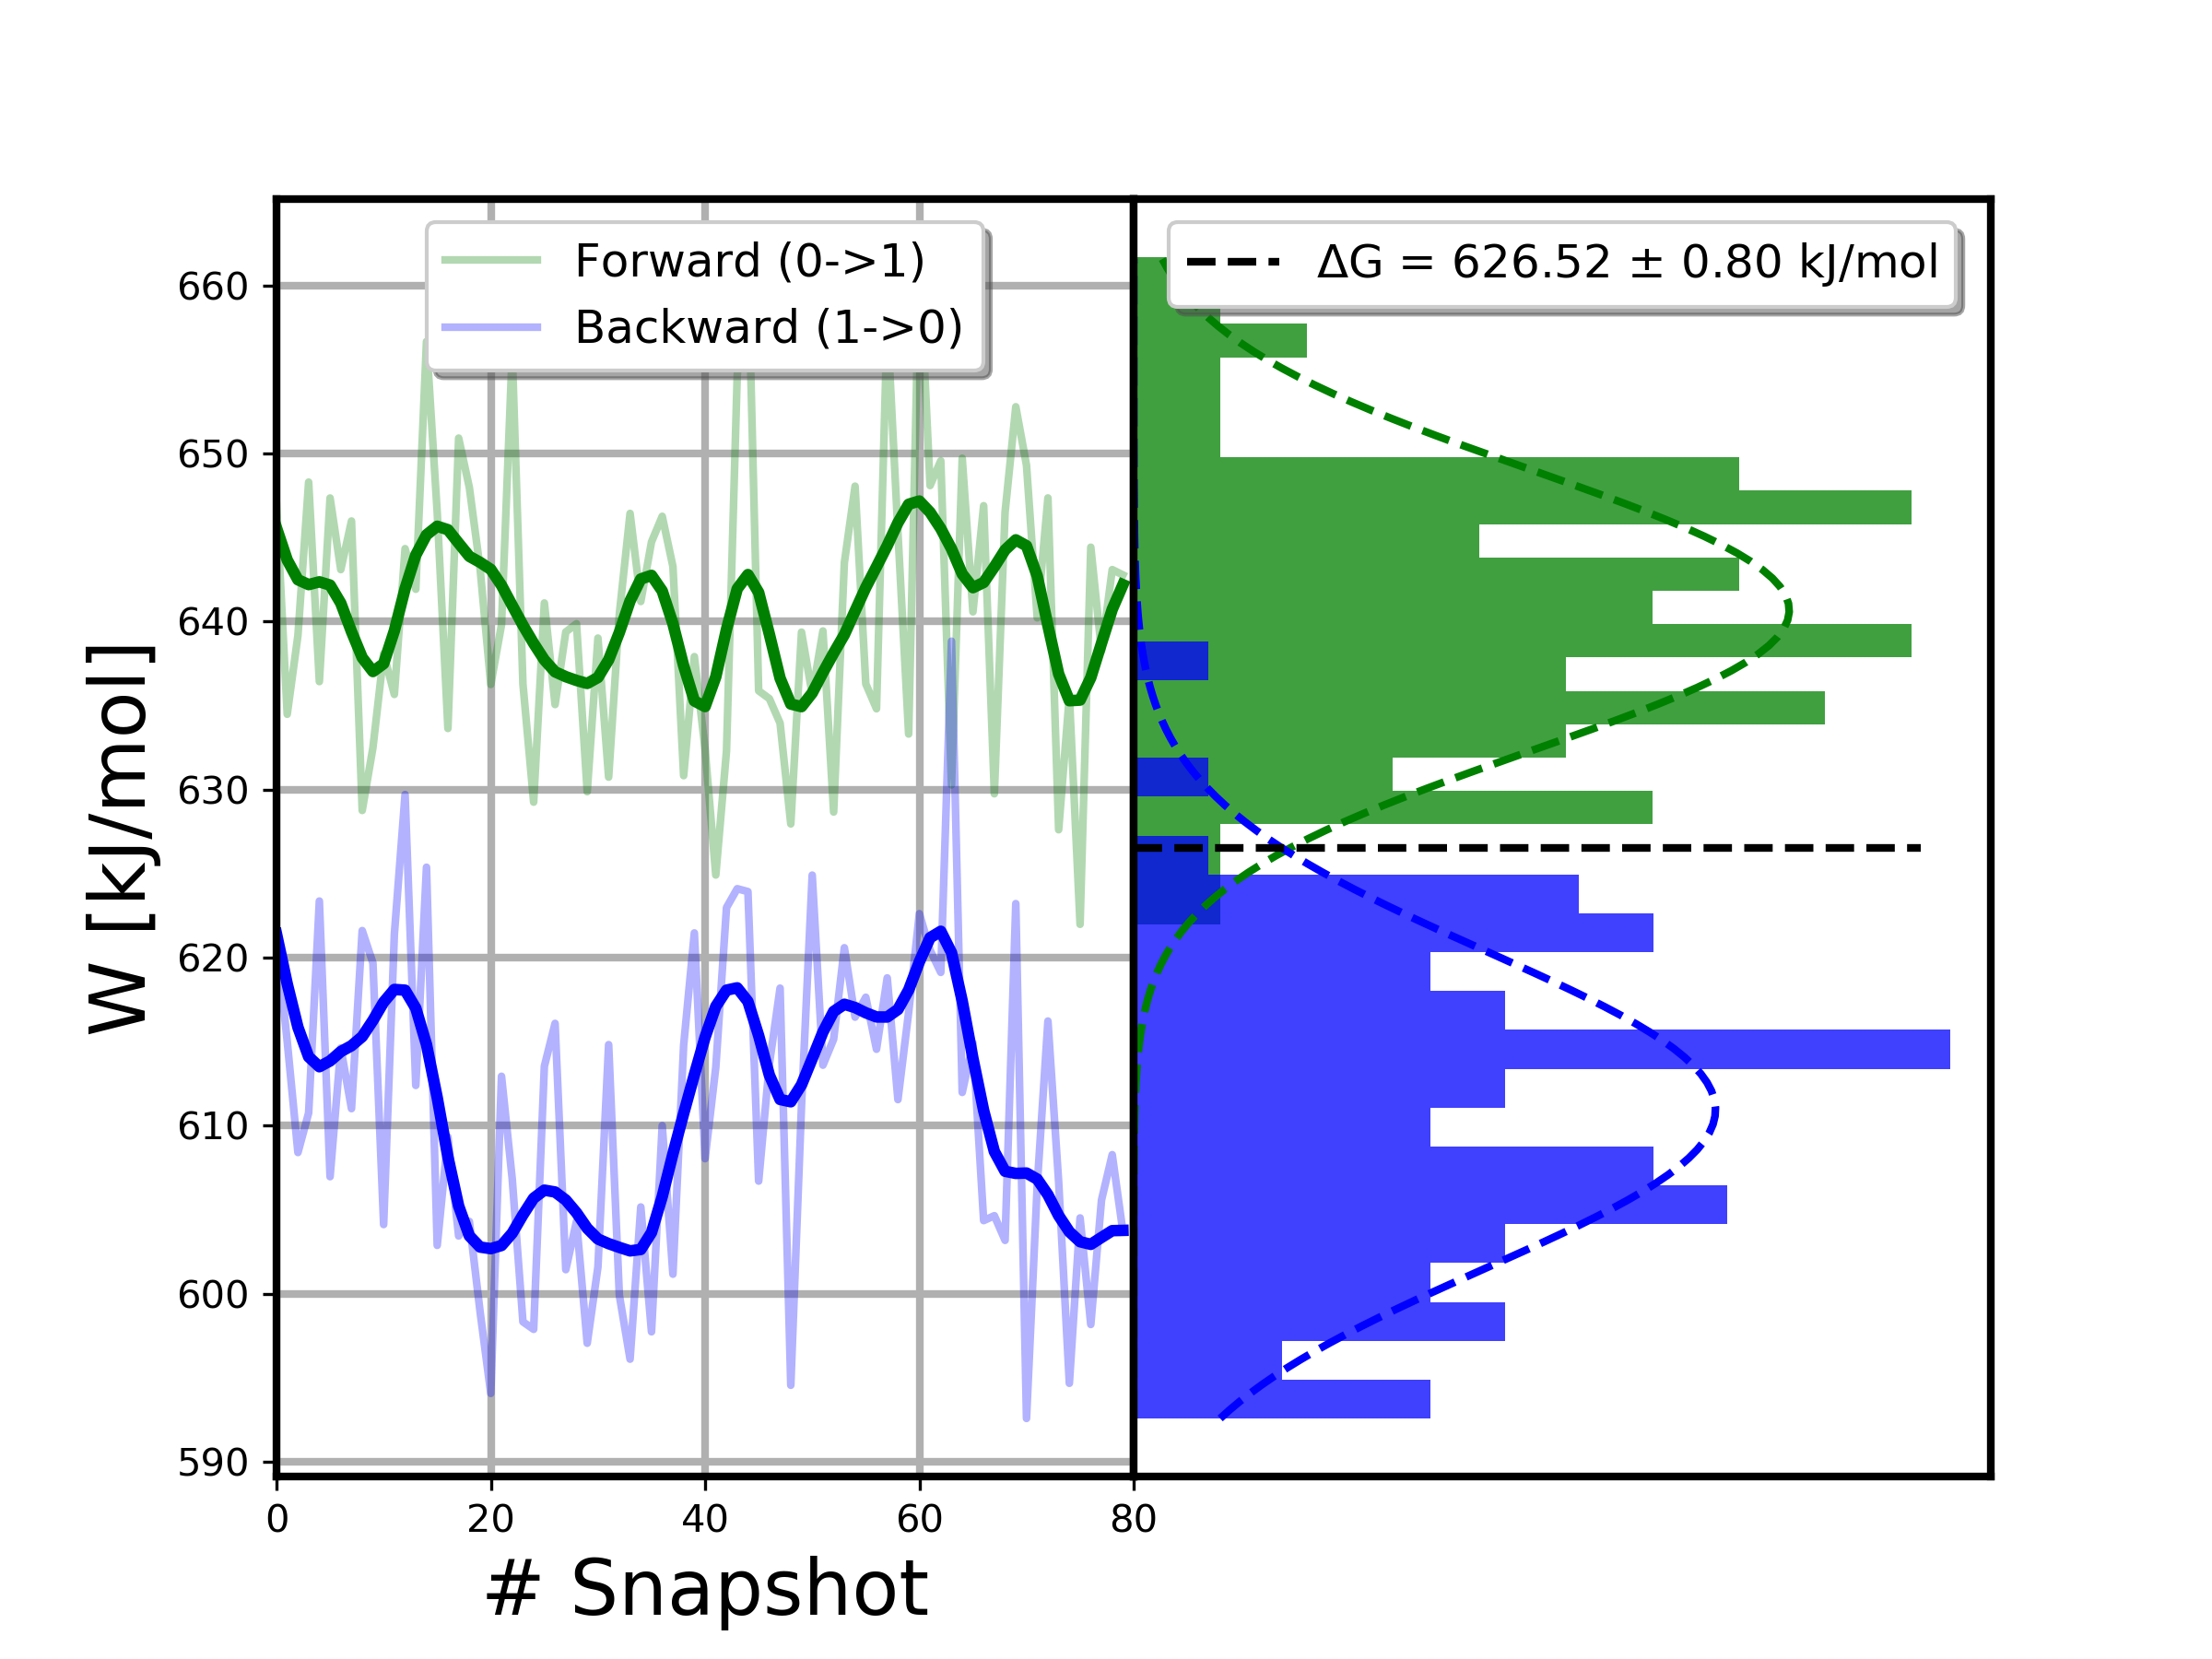 Forward (0->1)
Backward (1->0)
ΔG = 626.52 ± 0.80 kJ/mol
W [kJ/mol]
660
650
640
630
620
610
600
590
0 20 40 60 80
# Snapshot